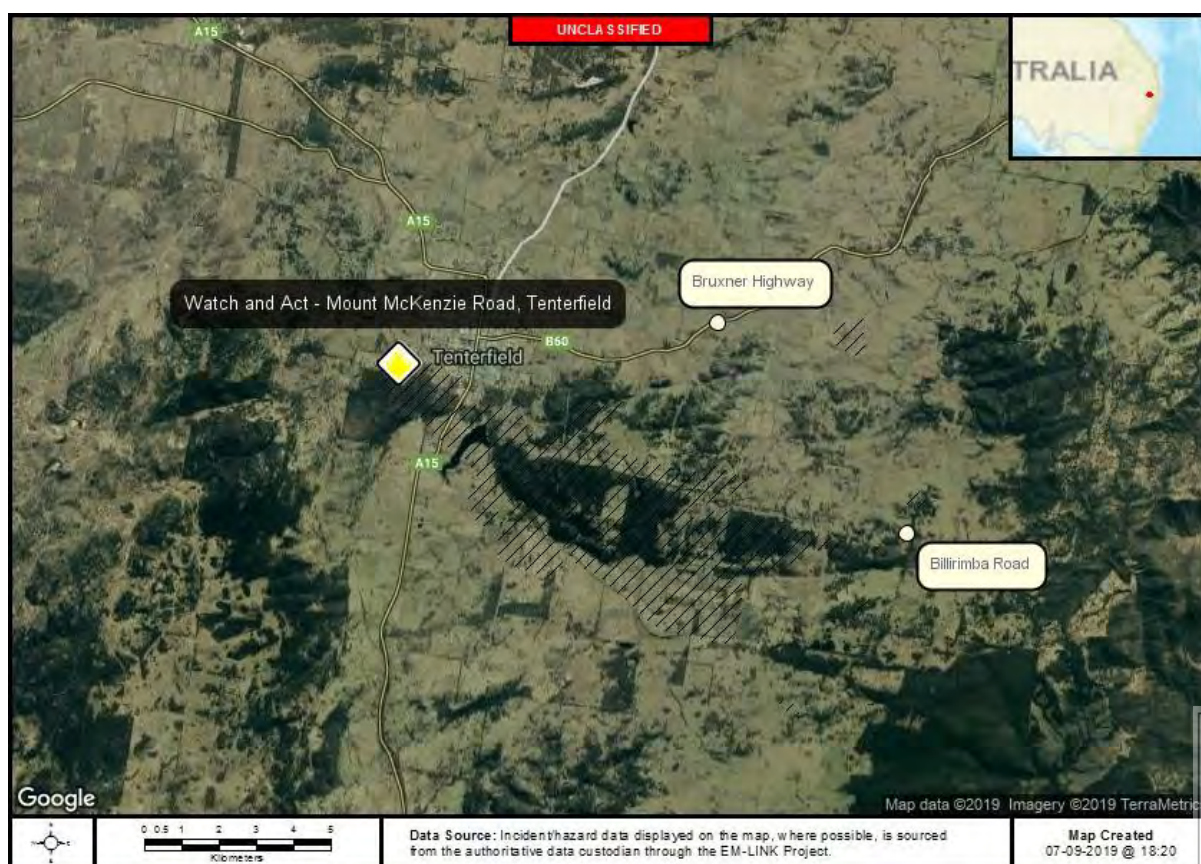 UNCLASSIFIED
A15
TRALIA
A15
Bruxner Highway
Watch and Act - Mount McKenzie Road, Tenterfield
B60
Tenterfield
A15
Billirimba Road
Google
Map data ©2019 Imagery ©2019 TerraMetric
0 0.5 1 2 3 4 5
Kilometers
Data Source: Incident/hazard data displayed on the map, where possible, is sourced
from the authoritative data custodian through the EM-LINK Project.
Map Created
07-09-2019 @ 18:20